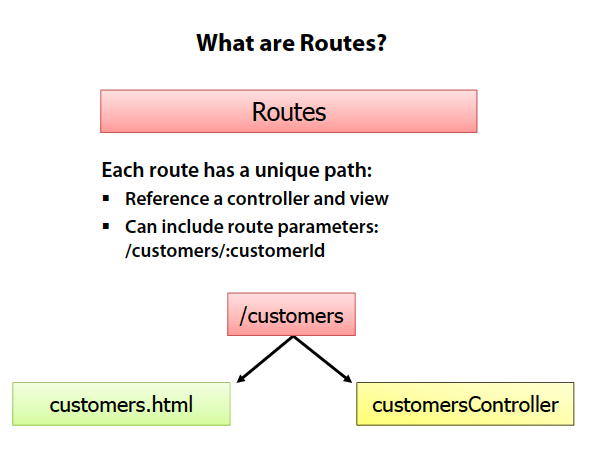 What are Routes?
Routes
Each route has a unique path:
▪ Reference a controller and view
▪ Can include route parameters:
/customers/:customerId
/customers
customers.html
customersController